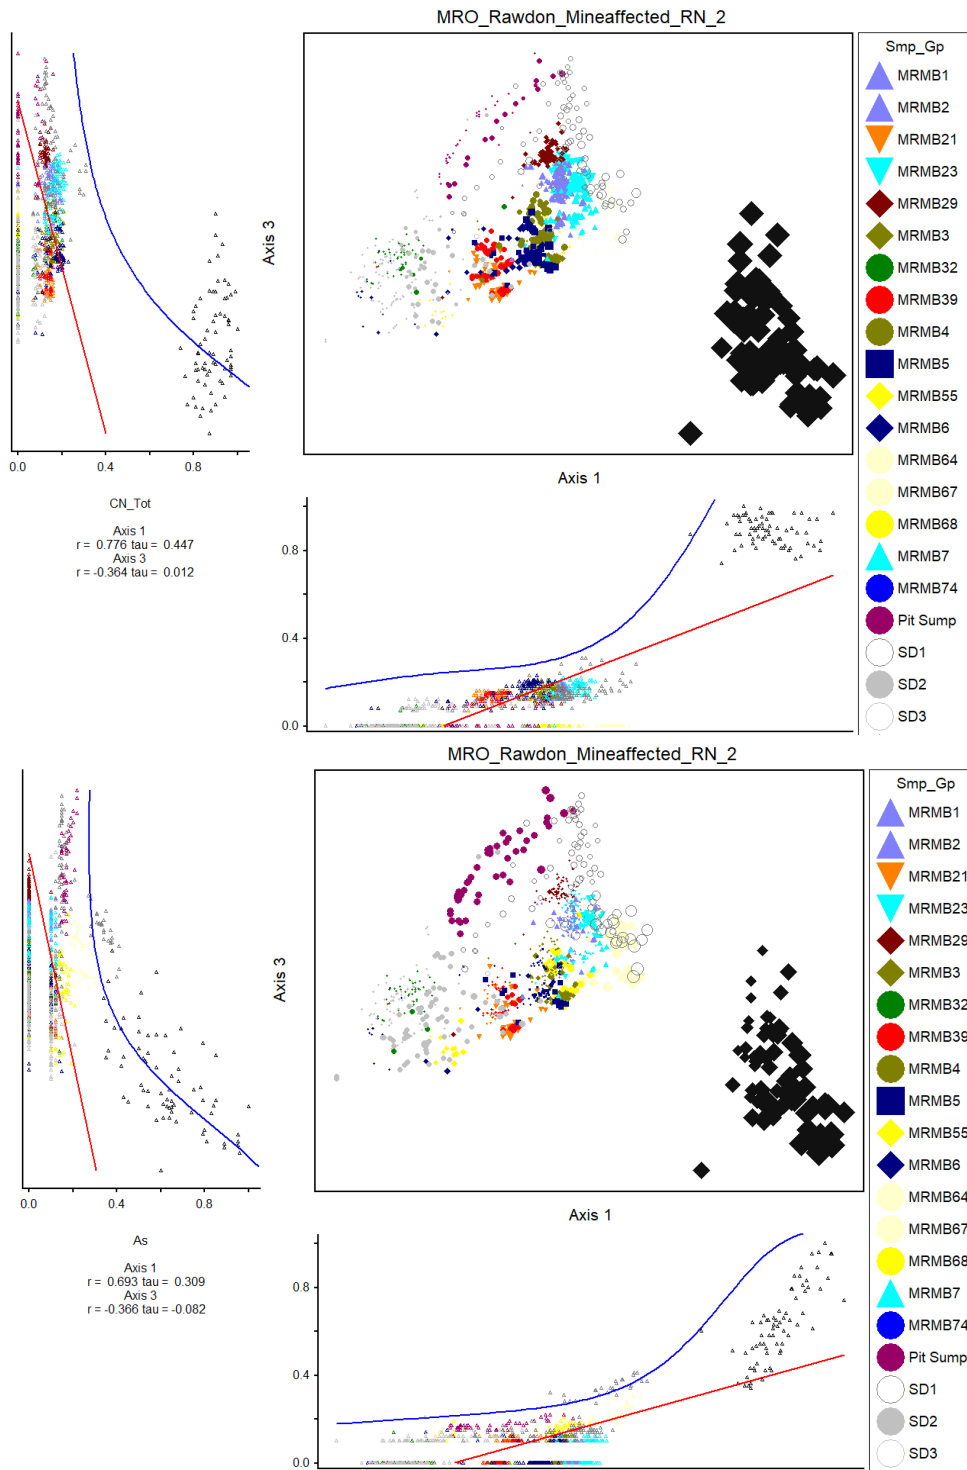 MRO_Rawdon_Mineaffected_RN_2
Axis 3
0.0
0.4
0.8
CN_Tot
Axis 1
r = 0.776 tau = 0.447
Axis 3
r = -0.364 tau = 0.012
Axis 1
0.8
0.4
0.0
Smp_Gp
MRMB1
MRMB2
MRMB21
MRMB23
MRMB29
MRMB3
MRMB32
MRMB39
MRMB4
MRMB5
MRMB55
MRMB6
MRMB64
MRMB67
MRMB68
MRMB7
MRMB74
Pit Sump
SD1
SD2
SD3
MRO_Rawdon_Mineaffected_RN_2
Axis 3
0.0
0.4
0.8
As
Axis 1
r = 0.693 tau = 0.309
Axis 3
r = -0.366 tau = -0.082
Axis 1
0.8
0.4
0.0
Smp_Gp
MRMB1
MRMB2
MRMB21
MRMB23
MRMB29
MRMB3
MRMB32
MRMB39
MRMB4
MRMB5
MRMB55
MRMB6
MRMB64
MRMB67
MRMB68
MRMB7
MRMB74
Pit Sump
SD1
SD2
SD3